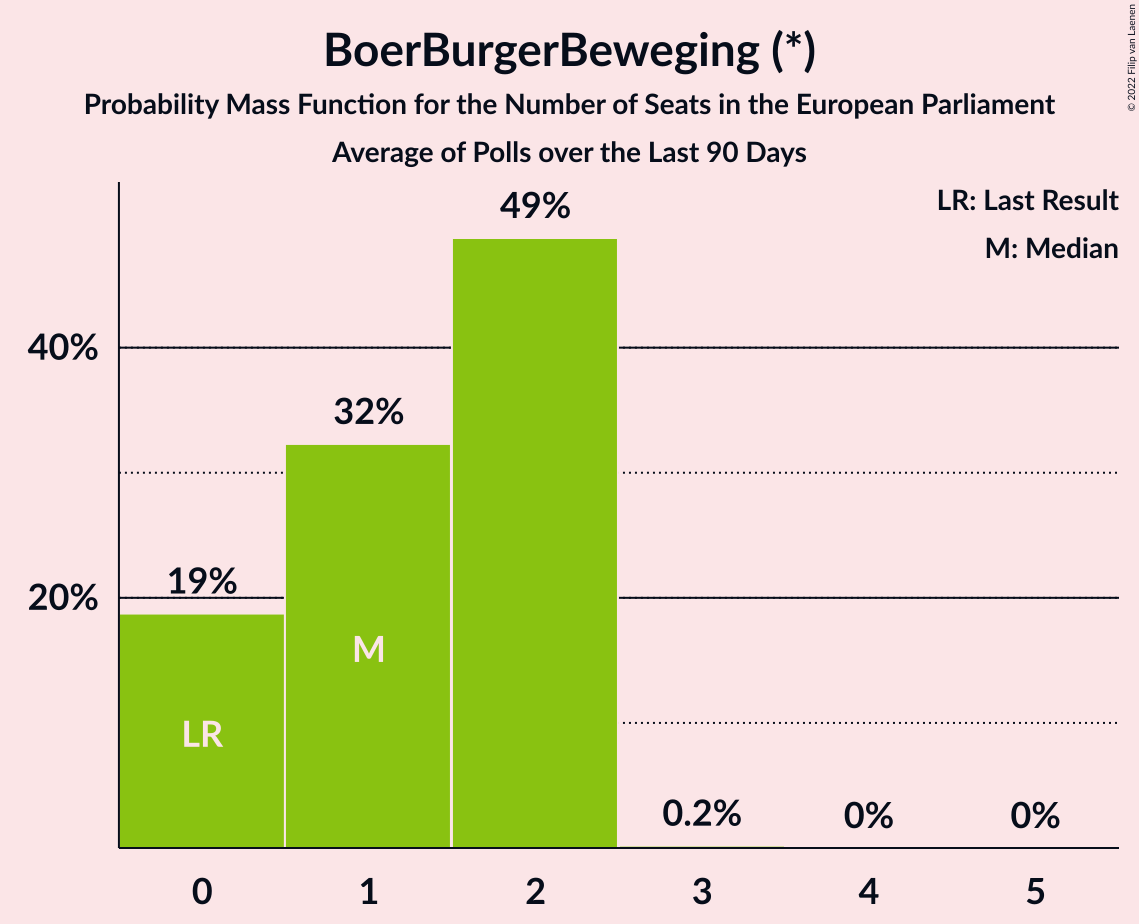 BoerBurgerBeweging (*)
Probability Mass Function for the Number of Seats in the European Parliament
Average of Polls over the Last 90 Days
© 2022 Filip van Laenen
LR: Last Result
M: Median
49%
40%
32%
19%
20%
M
LR
0.2%
0%
0%
0
1
2
3
4
5